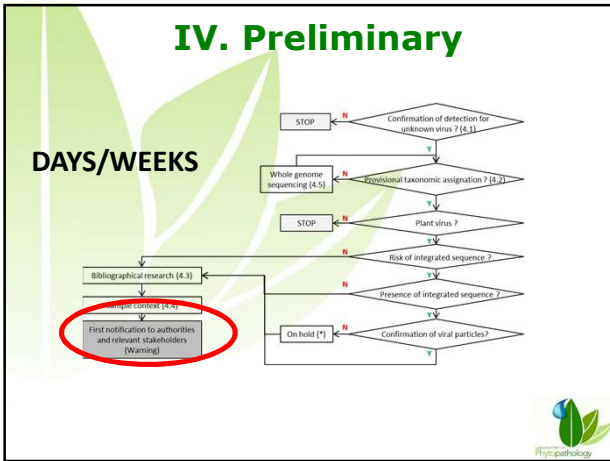 IV. Preliminary
DAYS/WEEKS
STOP
N
Confirmation of detection for
unknown virus ? (4.1)
Y
Whole genome
sequencing (4.5)
N
Provisional taxonomic assignation ? (4.2)
Y
STOP
N
Plant virus ?
Y
N
Risk of integrated sequence ?
Y
Bibliographical research (4.3)
N
Presence of integrated sequence ?
Y
Sample context (4.4)
First notification to authorities
and relevant stakeholders
(Warning)
On hold (*)
N
Confirmation of viral particles?
Y
Phytopathology